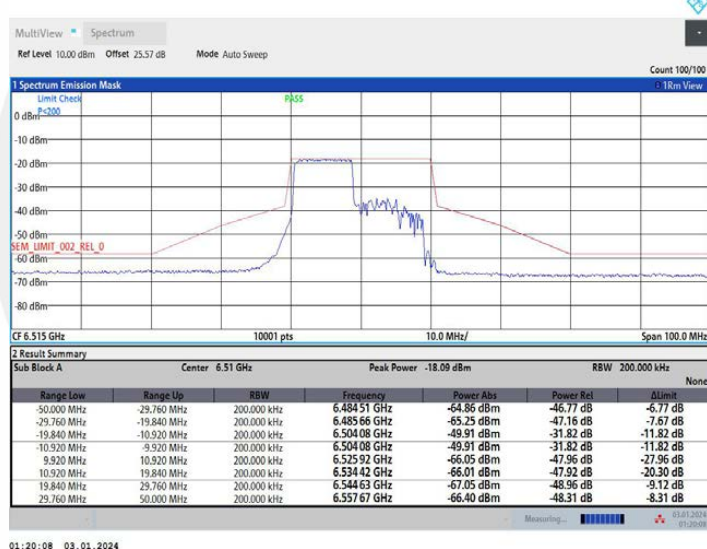 MultiView Spectrum
Ref Level 10.00 dBm Offset 25.57 dB Mode Auto Sweep
Count 100/100
1 Spectrum Emission Mask 1Rm View
Limit Check PASS
P<200
0 dBm
-10 dBm
-20 dBm
-30 dBm
-40 dBm
-50 dBm
SEM_LIMIT_002_REL_0
-60 dBm
-70 dBm
-80 dBm
CF 6.515 GHz 10001 pts 10.0 MHz/ Span 100.0 MHz
2 Result Summary
Sub Block A Center 6.51 GHz Peak Power -18.09 dBm RBW 200.000 kHz
None
Range Low Range Up RBW Frequency Power Abs Power Rel ΔLimit
-50.000 MHz -29.760 MHz 200.000 kHz 6.484 51 GHz -64.86 dBm -46.77 dB -6.77 dB
-29.760 MHz -19.840 MHz 200.000 kHz 6.485 66 GHz -65.25 dBm -47.16 dB -7.67 dB
-19.840 MHz -10.920 MHz 200.000 kHz 6.504 08 GHz -49.91 dBm -31.82 dB -11.82 dB
-10.920 MHz -9.920 MHz 200.000 kHz 6.504 08 GHz -49.91 dBm -31.82 dB -11.82 dB
9.920 MHz 10.920 MHz 200.000 kHz 6.525 92 GHz -66.05 dBm -47.96 dB -27.96 dB
10.920 MHz 19.840 MHz 200.000 kHz 6.534 42 GHz -66.01 dBm -47.92 dB -20.30 dB
19.840 MHz 29.760 MHz 200.000 kHz 6.544 63 GHz -67.05 dBm -48.96 dB -9.12 dB
29.760 MHz 50.000 MHz 200.000 kHz 6.557 67 GHz -66.40 dBm -48.31 dB -8.31 dB
Measuring... 03.01.2024
01:20:08
01:20:08 03.01.2024